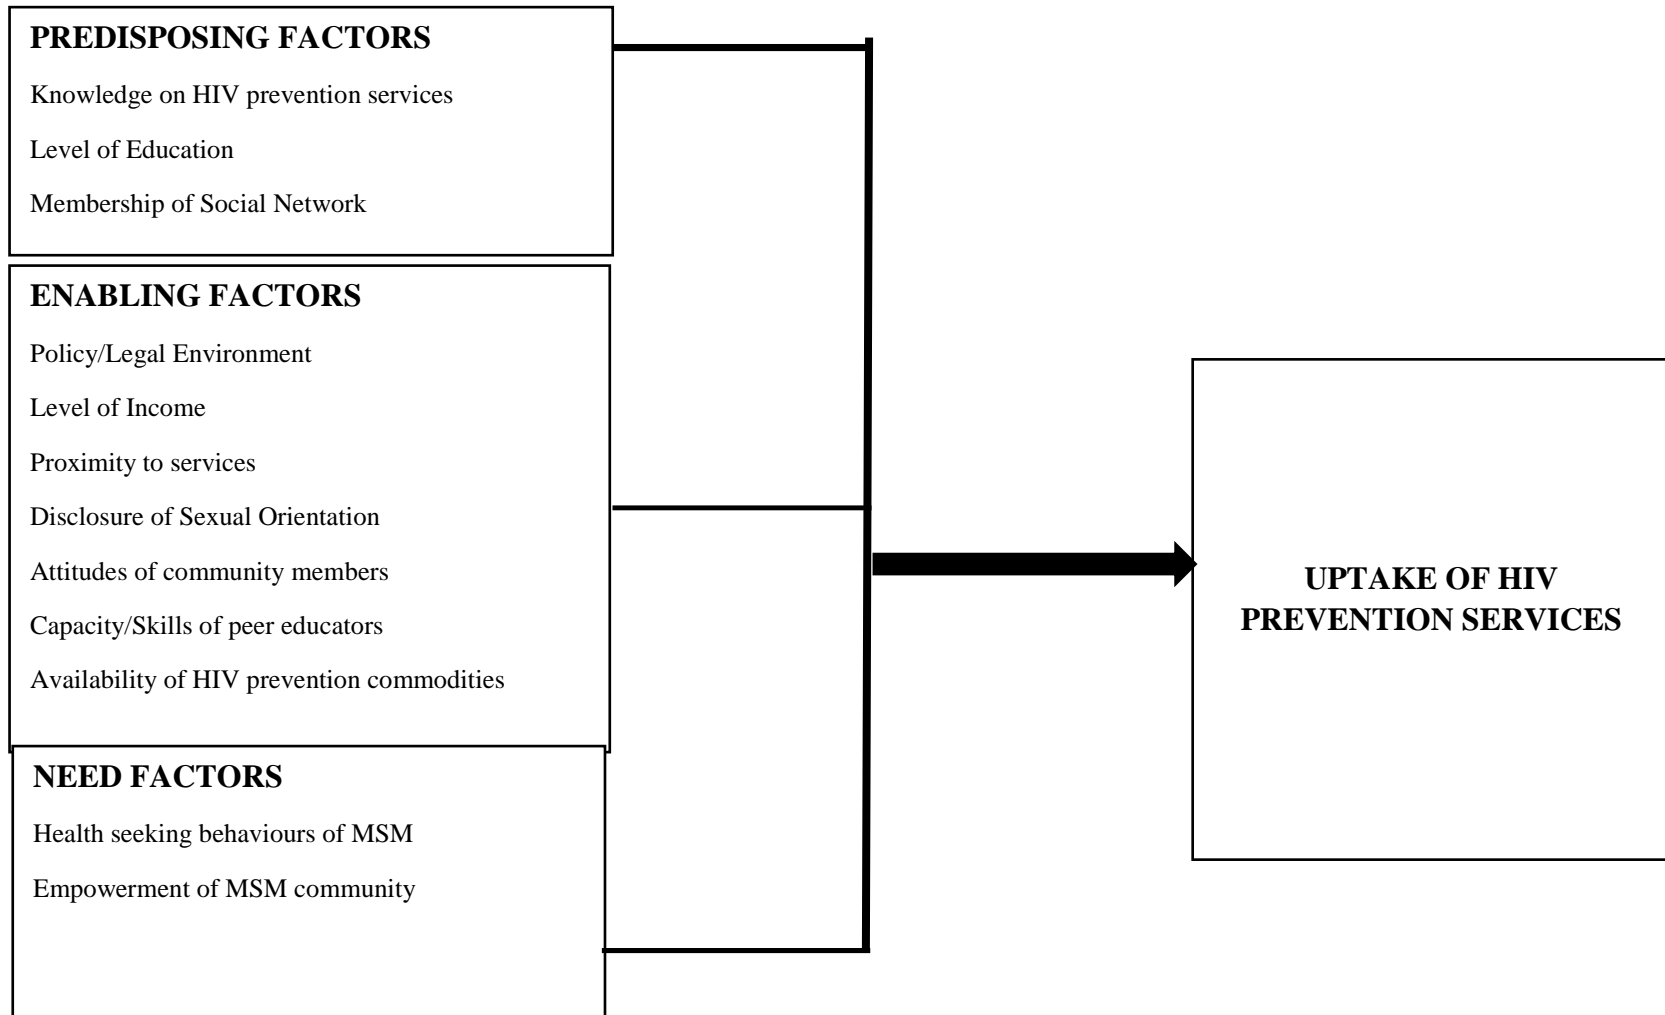 PREDISPOSING FACTORS
Knowledge on HIV prevention services
Level of Education
Membership of Social Network
ENABLING FACTORS
Policy/Legal Environment
Level of Income
Proximity to services
Disclosure of Sexual Orientation
Attitudes of community members
Capacity/Skills of peer educators
Availability of HIV prevention commodities
NEED FACTORS
Health seeking behaviours of MSM
Empowerment of MSM community
UPTAKE OF HIV
PREVENTION SERVICES